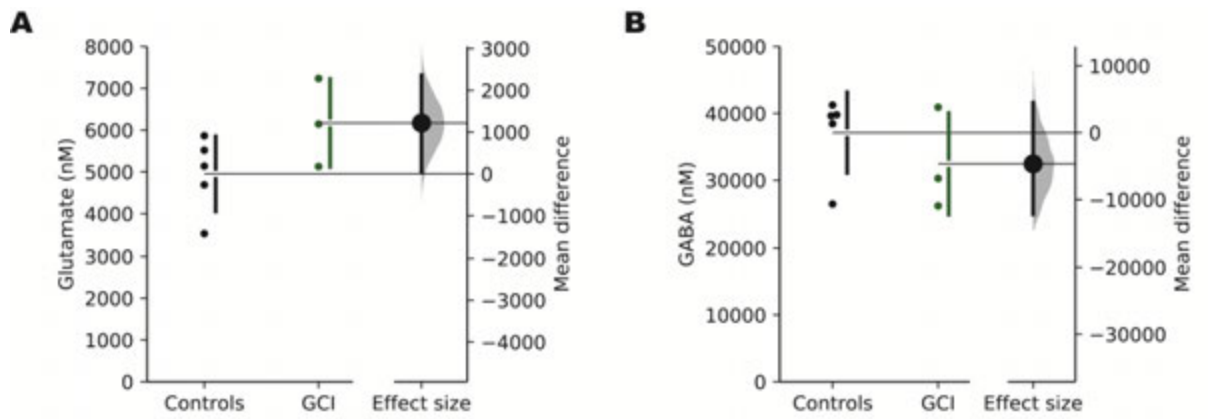 A
Glutamate (nM)
8000
7000
6000
5000
4000
3000
2000
1000
0
3000
2000
1000
0
−1000
−2000
−3000
−4000
Mean difference
Controls
GCI
Effect size
B
GABA (nM)
50000
40000
30000
20000
10000
0
10000
0
−10000
−20000
−30000
Mean difference
Controls
GCI
Effect size